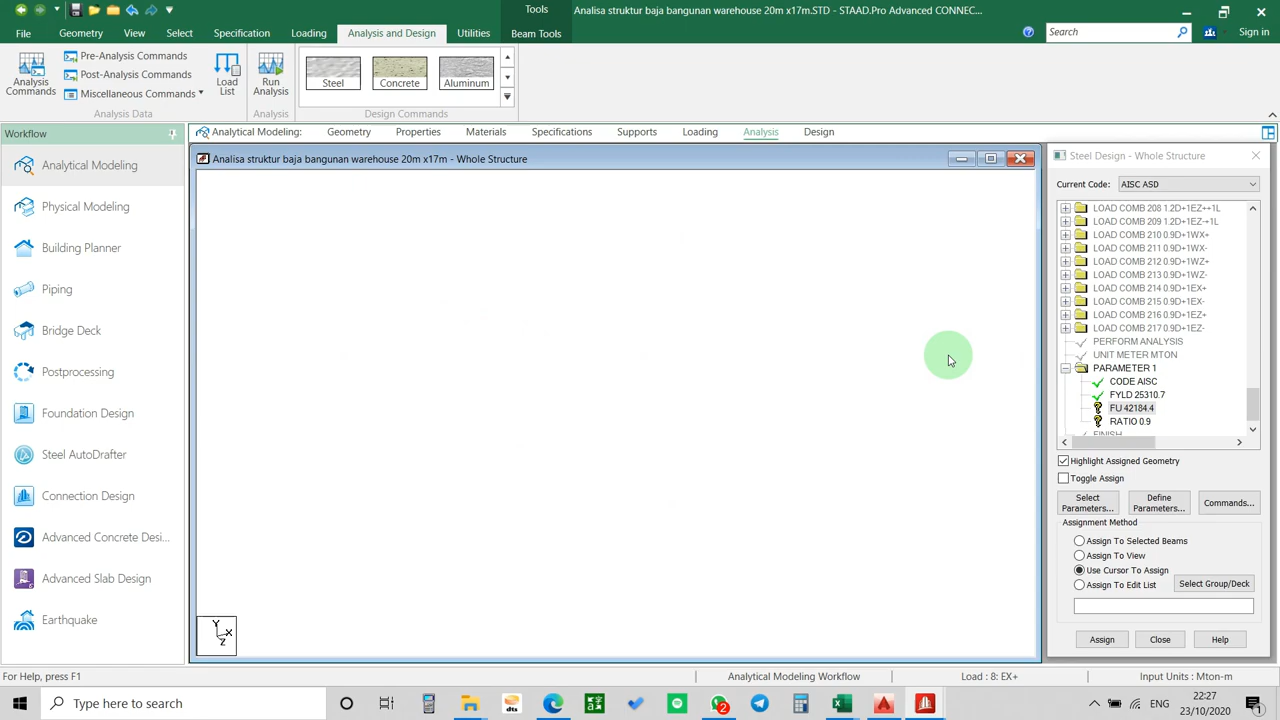 Tools
Analisa struktur baja bangunan warehouse 20m x17m.STD - STAAD.Pro Advanced CONNEC...
File
Geometry
View
Select
Specification
Loading
Analysis and Design
Utilities
Beam Tools
Search
Sign in
Analysis Commands
Pre-Analysis Commands
Post-Analysis Commands
Miscellaneous Commands
Load List
Run Analysis
Steel
Concrete
Aluminum
Analysis Data
Analysis
Design Commands
Workflow
Analytical Modeling
Physical Modeling
Building Planner
Piping
Bridge Deck
Postprocessing
Foundation Design
Steel AutoDrafter
Connection Design
Advanced Concrete Desi...
Advanced Slab Design
Earthquake
Analytical Modeling:
Geometry
Properties
Materials
Specifications
Supports
Loading
Analysis
Design
Analisa struktur baja bangunan warehouse 20m x17m - Whole Structure
Y
X
Z
Steel Design - Whole Structure
Current Code:
AISC ASD
LOAD COMB 208 1.2D+1EZ++1L
LOAD COMB 209 1.2D+1EZ-+1L
LOAD COMB 210 0.9D+1WX+
LOAD COMB 211 0.9D+1WX-
LOAD COMB 212 0.9D+1WZ+
LOAD COMB 213 0.9D+1WZ-
LOAD COMB 214 0.9D+1EX+
LOAD COMB 215 0.9D+1EX-
LOAD COMB 216 0.9D+1EZ+
LOAD COMB 217 0.9D+1EZ-
PERFORM ANALYSIS
UNIT METER MTON
PARAMETER 1
CODE AISC
FYLD 25310.7
FU 42184.4
RATIO 0.9
FINISH
Highlight Assigned Geometry
Toggle Assign
Select Parameters...
Define Parameters...
Commands...
Assignment Method
Assign To Selected Beams
Assign To View
Use Cursor To Assign
Assign To Edit List
Select Group/Deck
Assign
Close
Help
For Help, press F1
Analytical Modeling Workflow
Load : 8: EX+
Input Units : Mton-m
Type here to search
dts
2
ENG
22:27
23/10/2020
1